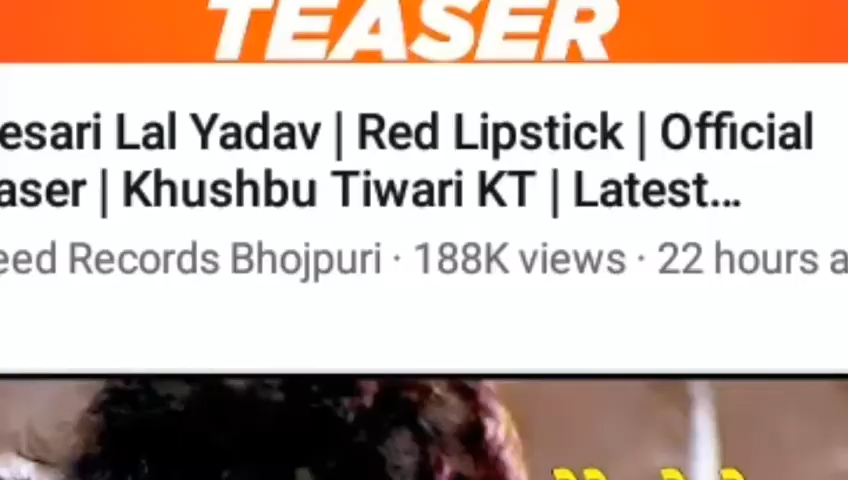 TEASER
esari Lal Yadav | Red Lipstick | Official
aser | Khushbu Tiwari KT | Latest...
eed Records Bhojpuri · 188K views · 22 hours a